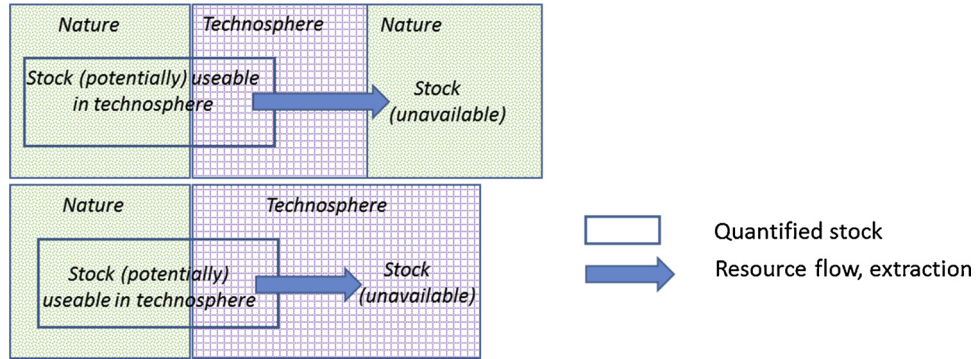 Nature
Technosphere
Nature
Stock (potentially) useable
in technosphere
Stock
(unavailable)
Nature
Technosphere
Stock (potentially)
useable in technosphere
Stock
(unavailable)
Quantified stock
Resource flow, extraction